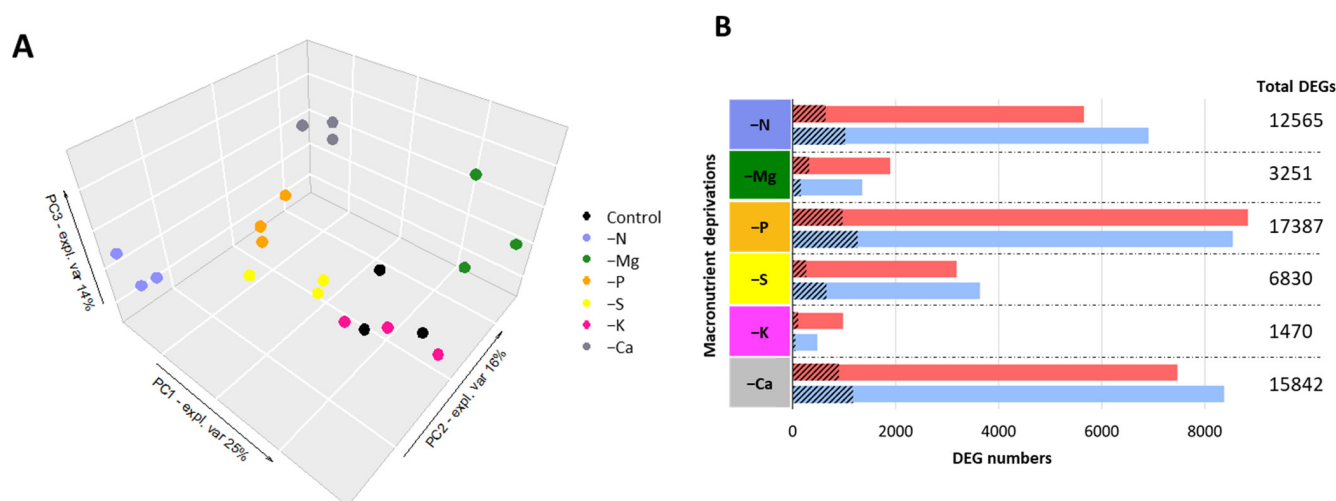 A
PC3 - expl. var 14%
PC1 - expl. var 25%
PC2 - expl. var 16%
Control
−N
−Mg
−P
−S
−K
−Ca
B
Total DEGs
Macronutrient deprivations
−N
12565
−Mg
3251
−P
17387
−S
6830
−K
1470
−Ca
15842
0 2000 4000 6000 8000
DEG numbers